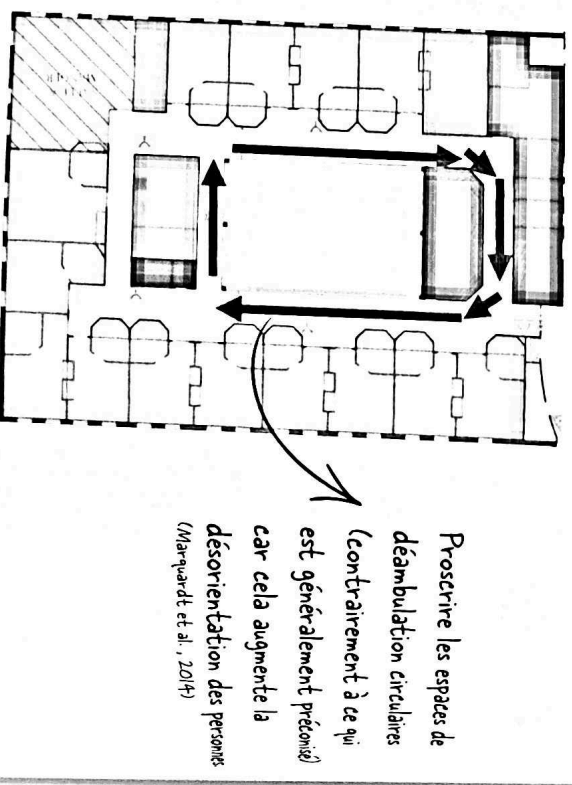 Proscrire les espaces de
déambulation circulaires
(contrairement à ce qui
est généralement préconisé)
car cela augmente la
désorientation des personnes
(Marquardt et al., 2014)